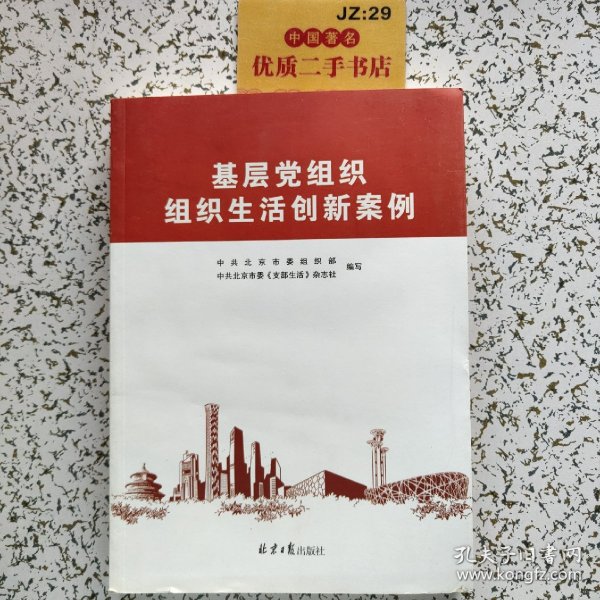 JZ:29
中国著名
优质二手书店
基层党组织
组织生活创新案例
中共北京市委组织部
中共北京市委《支部生活》杂志社
编写
北京日报出版社
孔夫子旧书网
www.kongfz.com